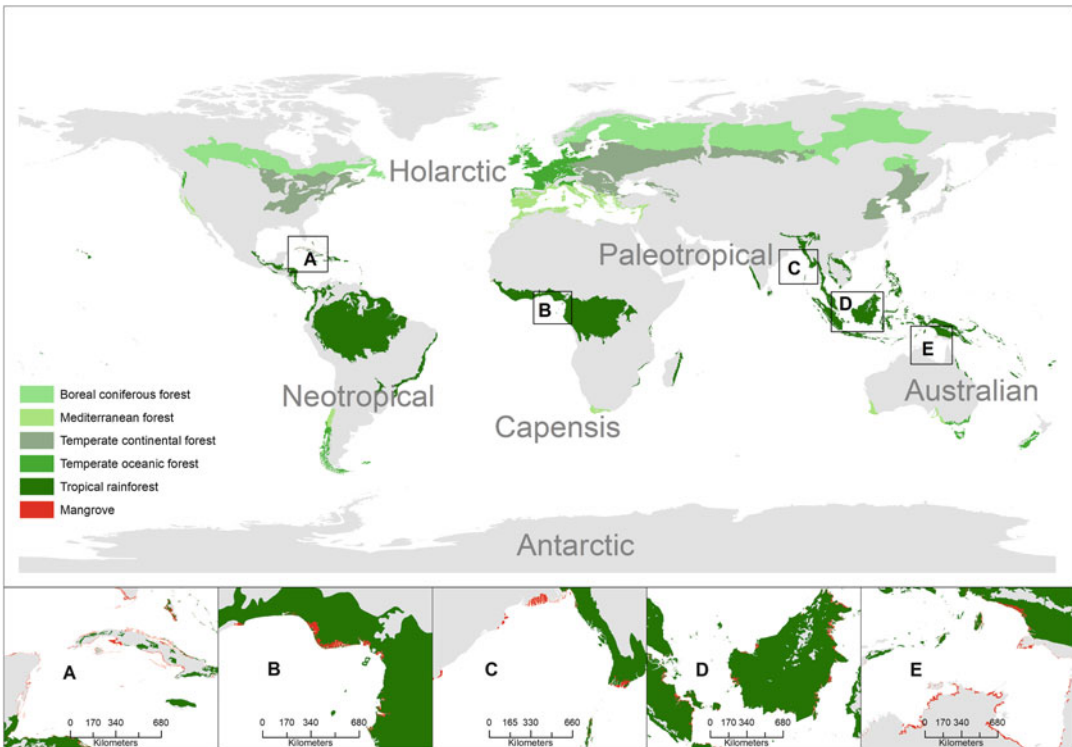 Holarctic
Paleotropical
A
B
C
D
E
Neotropical
Capensis
Australian
Antarctic
Boreal coniferous forest
Mediterranean forest
Temperate continental forest
Temperate oceanic forest
Tropical rainforest
Mangrove
A
0 170 340 680
Kilometers
B
0 170 340 680
Kilometers
C
0 165 330 660
Kilometers
D
0 170 340 680
Kilometers
E
0 170 340 680
Kilometers